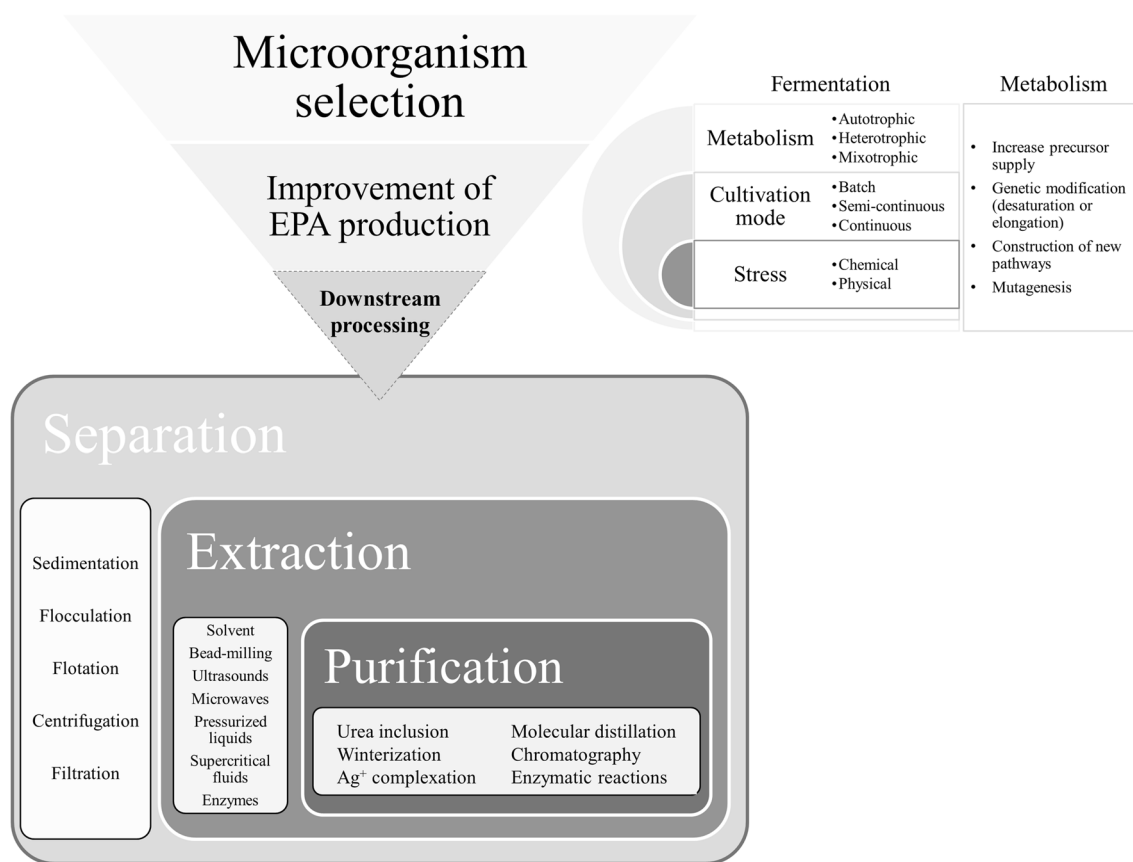 Microorganism
selection
Improvement of
EPA production
Downstream
processing
Fermentation
Metabolism
•Autotrophic
•Heterotrophic
•Mixotrophic
Cultivation
mode
•Batch
•Semi-continuous
•Continuous
Stress
•Chemical
•Physical
Metabolism
• Increase precursor
supply
• Genetic modification
(desaturation or
elongation)
• Construction of new
pathways
• Mutagenesis
Separation
Sedimentation
Flocculation
Flotation
Centrifugation
Filtration
Extraction
Solvent
Bead-milling
Ultrasounds
Microwaves
Pressurized
liquids
Supercritical
fluids
Enzymes
Purification
Urea inclusion
Winterization
Ag⁺ complexation
Molecular distillation
Chromatography
Enzymatic reactions